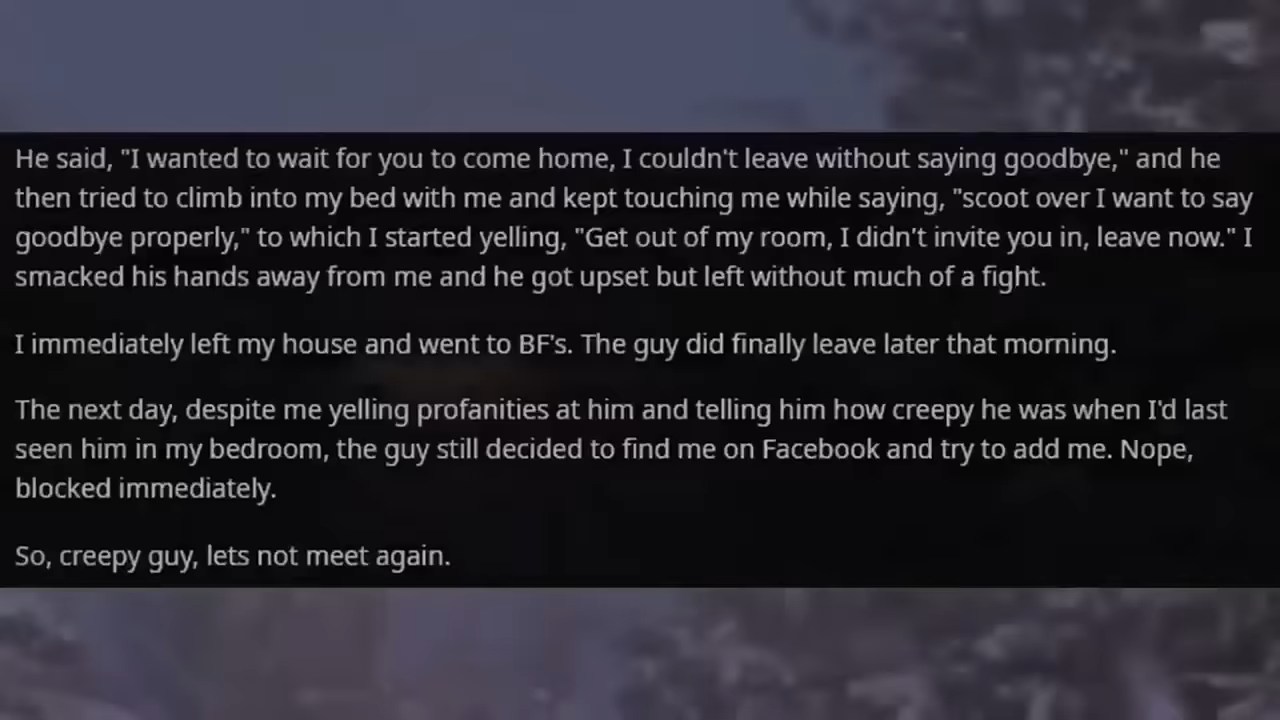 He said, "I wanted to wait for you to come home, I couldn't leave without saying goodbye," and he
then tried to climb into my bed with me and kept touching me while saying, "scoot over I want to say
goodbye properly," to which I started yelling, "Get out of my room, I didn't invite you in, leave now." I
smacked his hands away from me and he got upset but left without much of a fight.
I immediately left my house and went to BF's. The guy did finally leave later that morning.
The next day, despite me yelling profanities at him and telling him how creepy he was when I'd last
seen him in my bedroom, the guy still decided to find me on Facebook and try to add me. Nope,
blocked immediately.
So, creepy guy, lets not meet again.